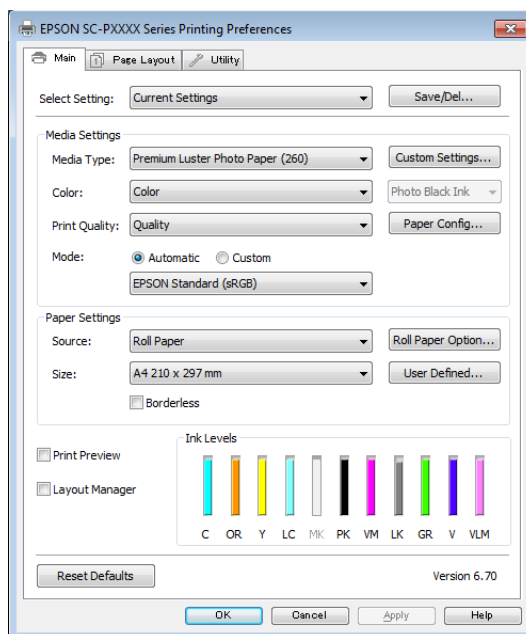 EPSON SC-PXXXX Series Printing Preferences
Main Page Layout Utility
Select Setting: Current Settings Save/Del...
Media Settings
Media Type: Premium Luster Photo Paper (260) Custom Settings...
Color: Color Photo Black Ink
Print Quality: Quality Paper Config...
Mode: Automatic Custom
EPSON Standard (sRGB)
Paper Settings
Source: Roll Paper Roll Paper Option...
Size: A4 210 x 297 mm User Defined...
Borderless
Ink Levels
Print Preview
Layout Manager
C OR Y LC MK PK VM LK GR V VLM
Reset Defaults Version 6.70
OK Cancel Apply Help